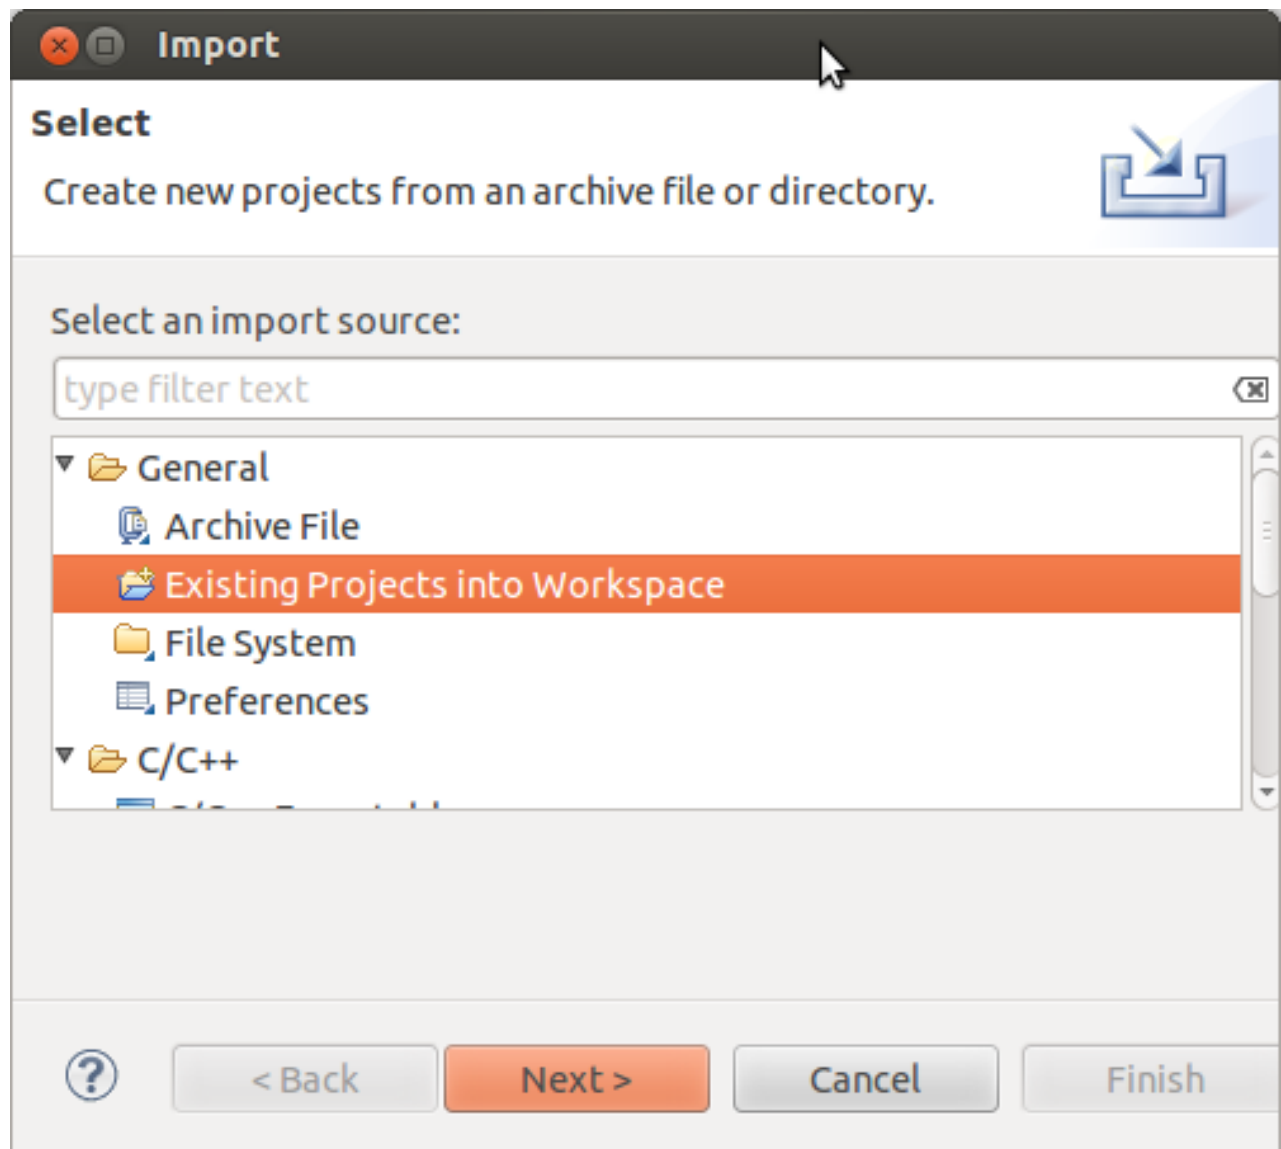 Import
Select
Create new projects from an archive file or directory.
Select an import source:
type filter text
General
Archive File
Existing Projects into Workspace
File System
Preferences
C/C++
< Back
Next >
Cancel
Finish